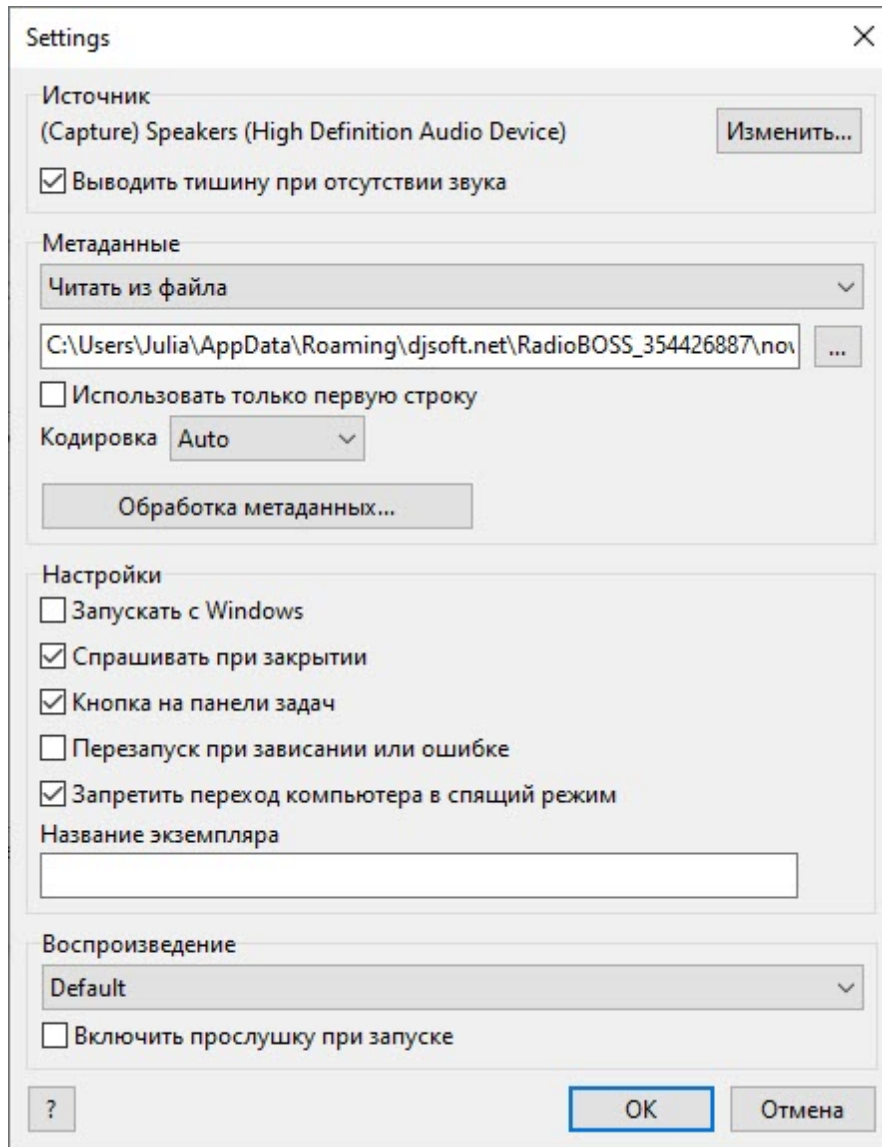 Settings
Источник
(Capture) Speakers (High Definition Audio Device)
Изменить...
Выводить тишину при отсутствии звука
Метаданные
Читать из файла
C:\Users\Julia\AppData\Roaming\djsoft.net\RadioBOSS_354426887\nov
...
Использовать только первую строку
Кодировка Auto
Обработка метаданных...
Настройки
Запускать с Windows
Спрашивать при закрытии
Кнопка на панели задач
Перезапуск при зависании или ошибке
Запретить переход компьютера в спящий режим
Название экземпляра
Воспроизведение
Default
Включить прослушку при запуске
? OK Отмена